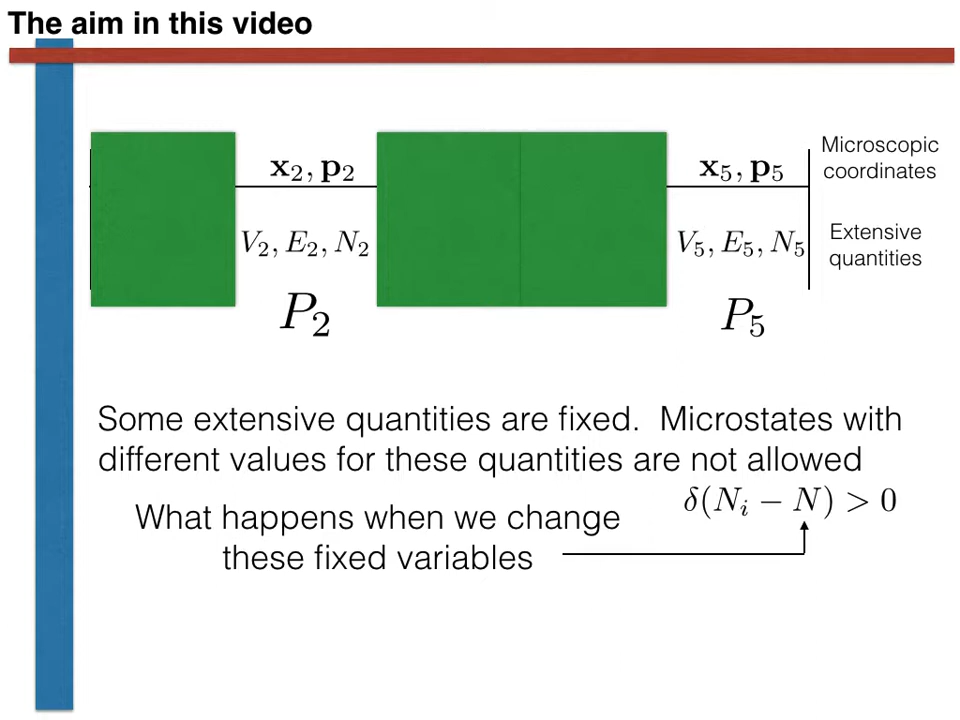 The aim in this video
x₂, p₂
x₅, p₅
Microscopic
coordinates
V₂, E₂, N₂
V₅, E₅, N₅
Extensive
quantities
P₂
P₅
Some extensive quantities are fixed. Microstates with
different values for these quantities are not allowed
δ(Nᵢ − N) > 0
What happens when we change
these fixed variables